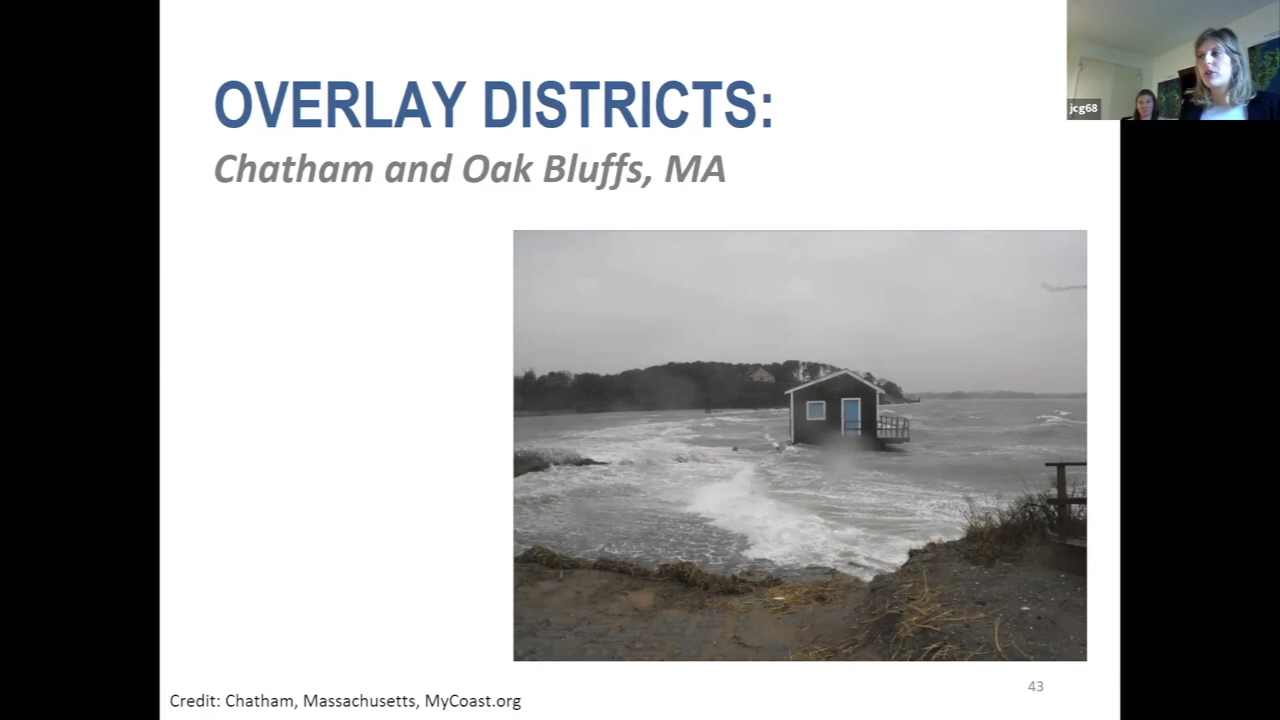 OVERLAY DISTRICTS:
Chatham and Oak Bluffs, MA
jcg68
43
Credit: Chatham, Massachusetts, MyCoast.org